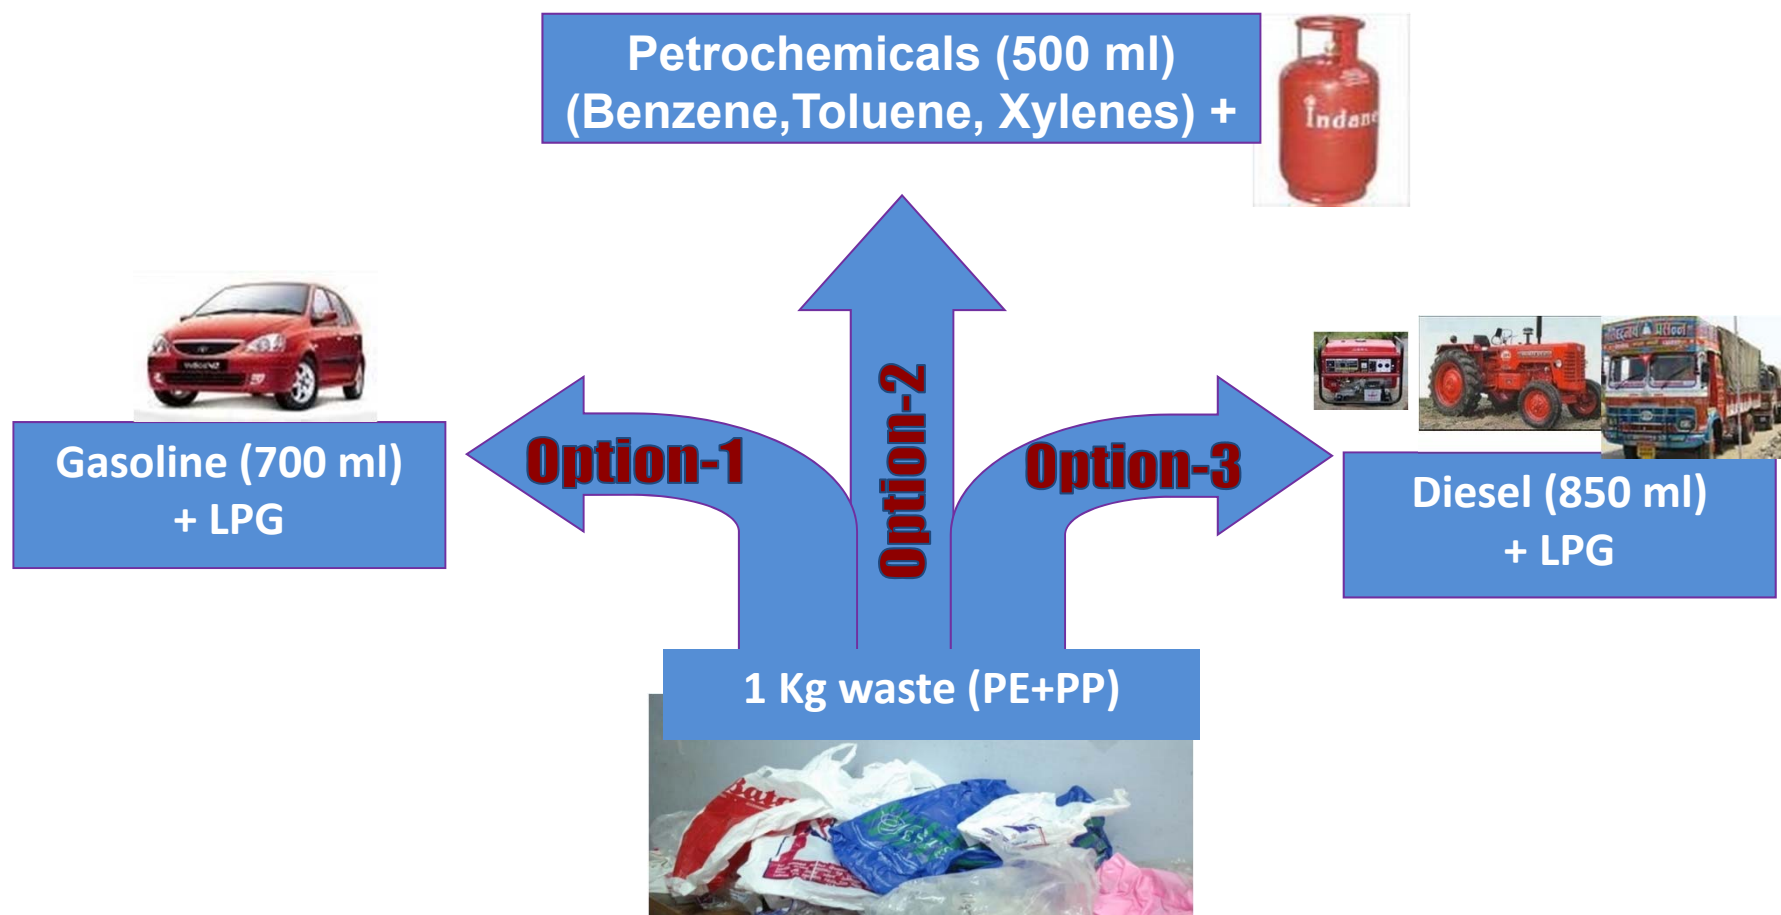 Petrochemicals (500 ml)
(Benzene,Toluene, Xylenes) +
Indane
Option-2
Gasoline (700 ml)
+ LPG
Option-1
Option-3
Diesel (850 ml)
+ LPG
1 Kg waste (PE+PP)
Bata